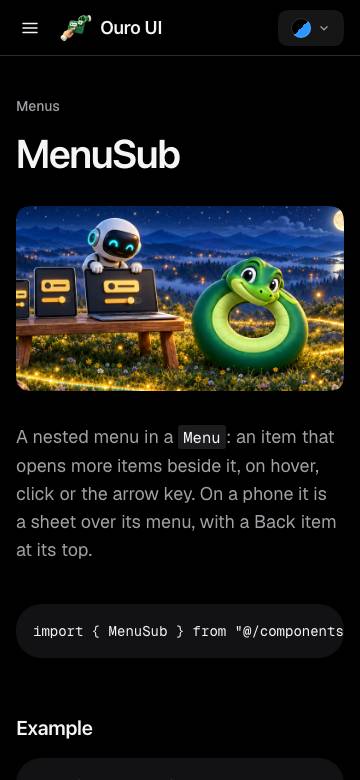 Ouro UI
Menus
MenuSub
A nested menu in a Menu: an item that
opens more items beside it, on hover,
click or the arrow key. On a phone it is
a sheet over its menu, with a Back item
at its top.
import { MenuSub } from "@/components
Example